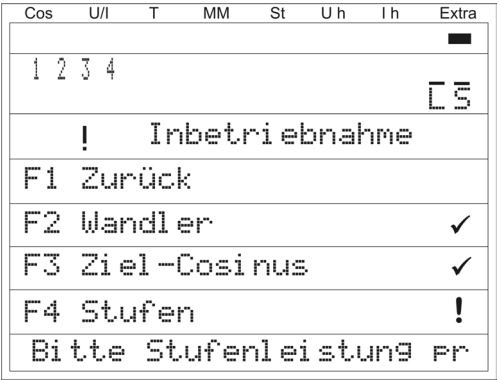 Cos U/I T MM St U h I h Extra
1 2 3 4
LS
! Inbetriebnahme
F1 Zurück
F2 Wandler ✓
F3 Ziel-Cosinus ✓
F4 Stufen !
Bitte Stufenleistung pr